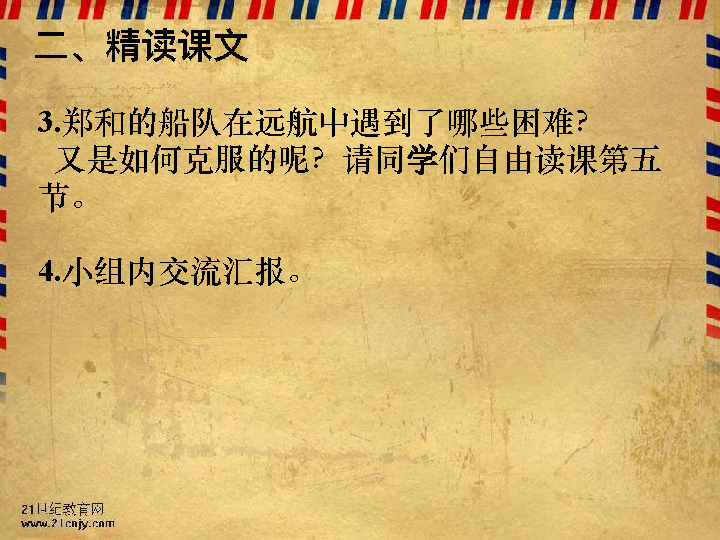 二、精读课文
3.郑和的船队在远航中遇到了哪些困难？
又是如何克服的呢？请同学们自由读课第五
节。
4.小组内交流汇报。
21世纪教育网
www.21cnjy.com